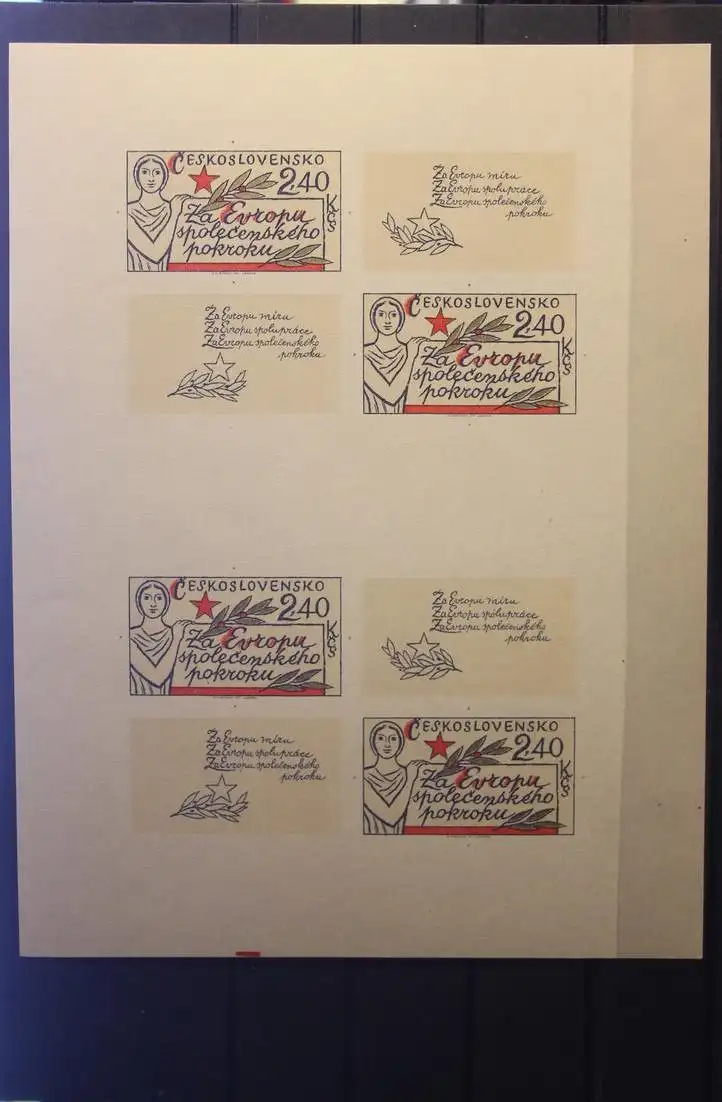 ČESKOSLOVENSKO
2.40
Kčs
Za Evropu
společenského
pokroku
Za Evropu míru
Za Evropu spolupráce
Za Evropu společenského
pokroku
Za Evropu míru
Za Evropu spolupráce
Za Evropu společenského
pokroku
ČESKOSLOVENSKO
2.40
Kčs
Za Evropu
společenského
pokroku
ČESKOSLOVENSKO
2.40
Kčs
Za Evropu
společenského
pokroku
Za Evropu míru
Za Evropu spolupráce
Za Evropu společenského
pokroku
Za Evropu míru
Za Evropu spolupráce
Za Evropu společenského
pokroku
ČESKOSLOVENSKO
2.40
Kčs
Za Evropu
společenského
pokroku